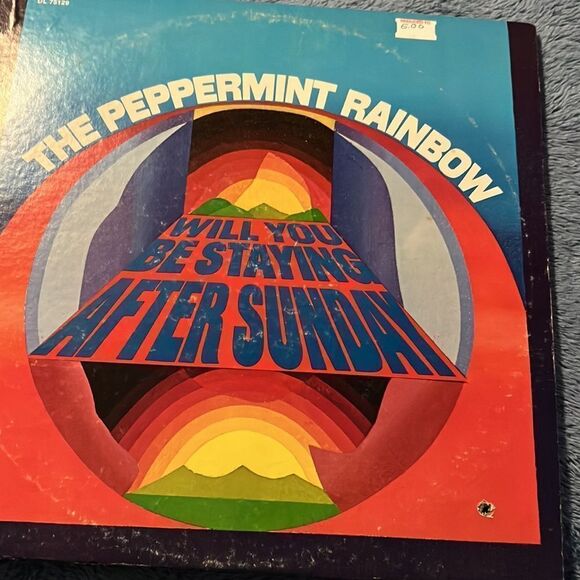 DL 75129
6.00
THE PEPPERMINT RAINBOW
WILL YOU
BE STAYING
AFTER SUNDAY